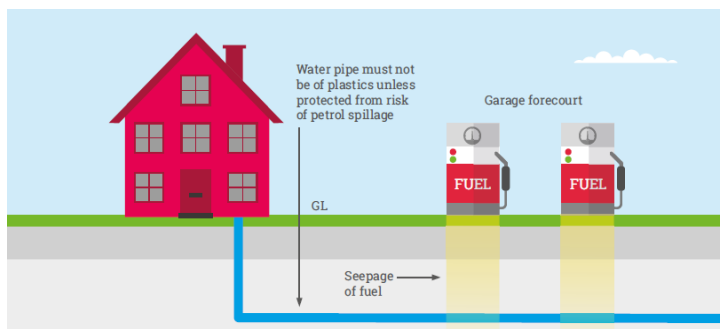 Water pipe must not
be of plastics unless
protected from risk
of petrol spillage
Garage forecourt
FUEL
FUEL
GL
Seepage
of fuel